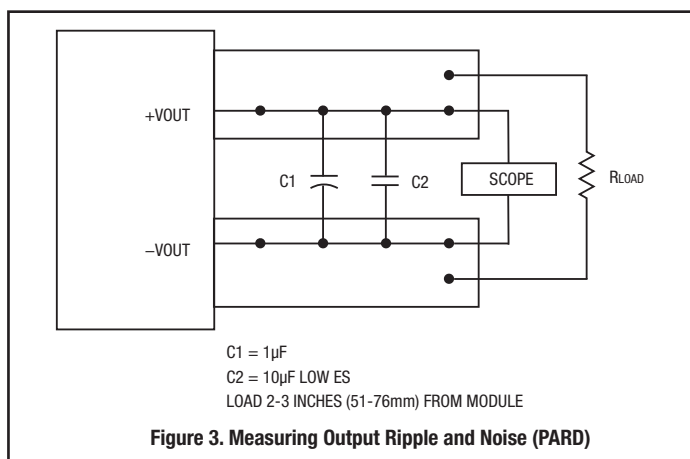 +VOUT
C1
C2
SCOPE
RLOAD
−VOUT
C1 = 1µF
C2 = 10µF LOW ES
LOAD 2-3 INCHES (51-76mm) FROM MODULE
Figure 3. Measuring Output Ripple and Noise (PARD)